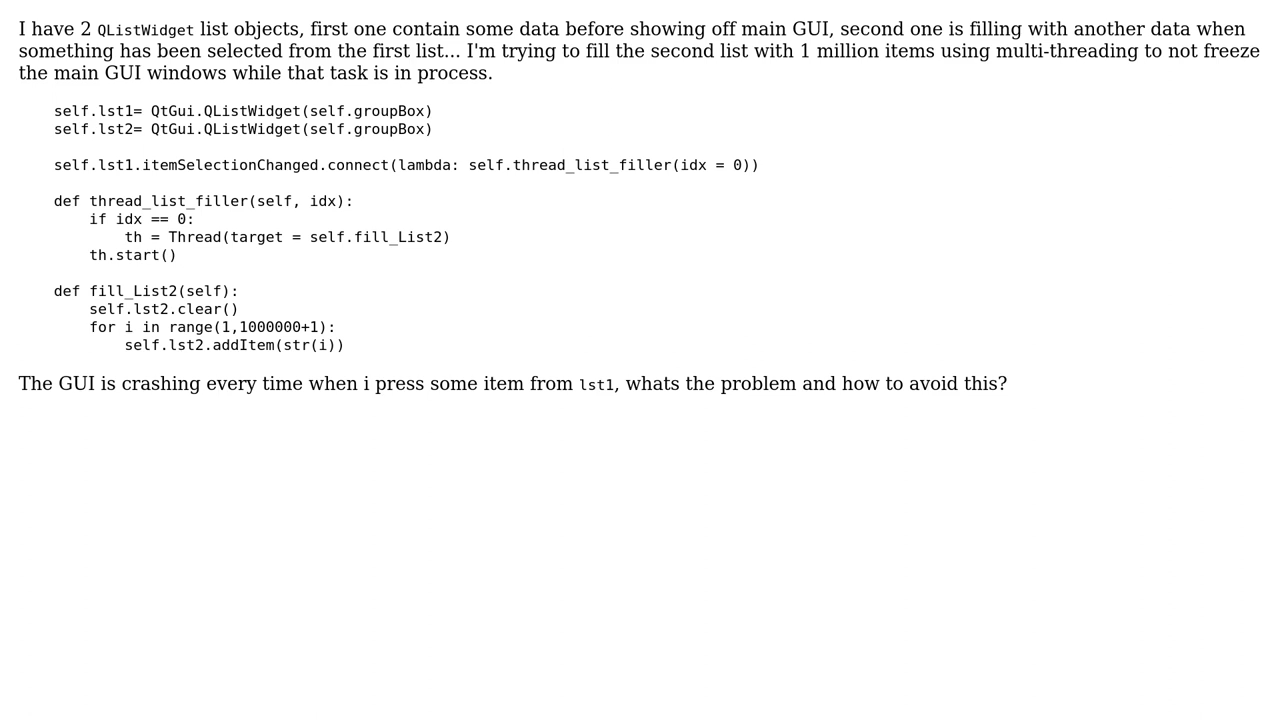 I have 2 QListWidget list objects, first one contain some data before showing off main GUI, second one is filling with another data when
something has been selected from the first list... I'm trying to fill the second list with 1 million items using multi-threading to not freeze
the main GUI windows while that task is in process.
self.lst1= QtGui.QListWidget(self.groupBox)
self.lst2= QtGui.QListWidget(self.groupBox)
self.lst1.itemSelectionChanged.connect(lambda: self.thread_list_filler(idx = 0))
def thread_list_filler(self, idx):
    if idx == 0:
        th = Thread(target = self.fill_List2)
    th.start()
def fill_List2(self):
    self.lst2.clear()
    for i in range(1,1000000+1):
        self.lst2.addItem(str(i))
The GUI is crashing every time when i press some item from lst1, whats the problem and how to avoid this?